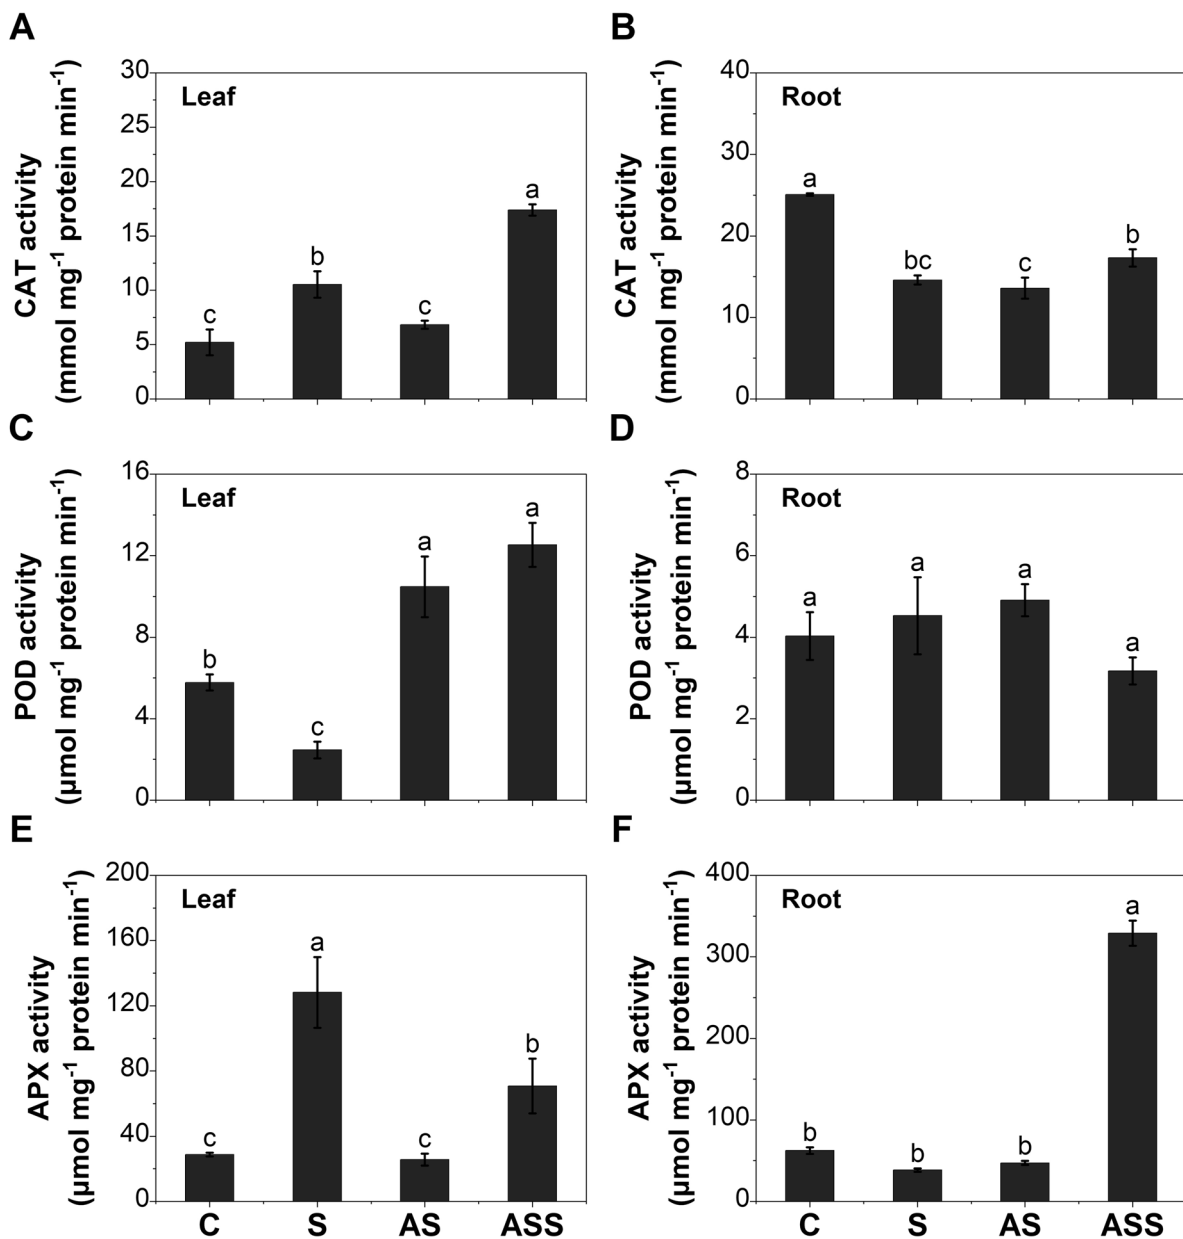 A
CAT activity
(mmol mg⁻¹ protein min⁻¹)
30
25
20
15
10
5
0
Leaf
c
b
c
a
B
CAT activity
(mmol mg⁻¹ protein min⁻¹)
40
30
20
10
0
Root
a
bc
c
b
C
POD activity
(μmol mg⁻¹ protein min⁻¹)
16
12
8
4
0
Leaf
b
c
a
a
D
POD activity
(μmol mg⁻¹ protein min⁻¹)
8
6
4
2
0
Root
a
a
a
a
E
APX activity
(μmol mg⁻¹ protein min⁻¹)
200
160
120
80
40
0
Leaf
c
a
c
b
C S AS ASS
F
APX activity
(μmol mg⁻¹ protein min⁻¹)
400
300
200
100
0
Root
b
b
b
a
C S AS ASS